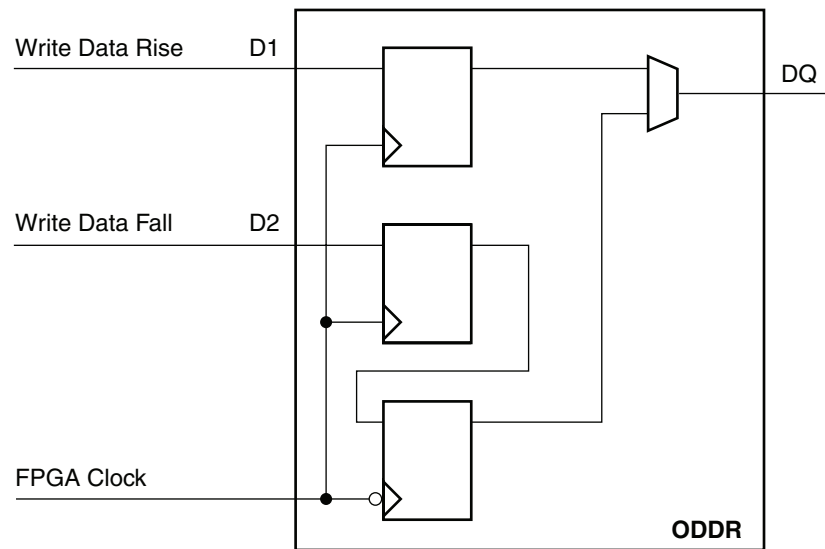 Write Data Rise D1
DQ
Write Data Fall D2
FPGA Clock
ODDR